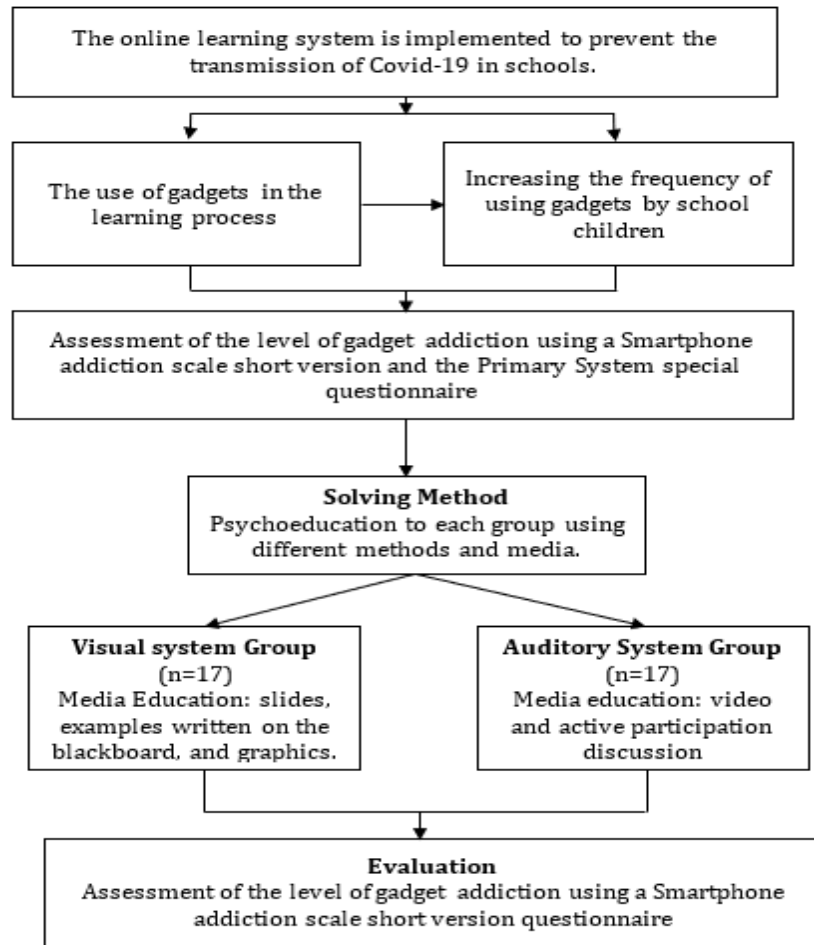 The online learning system is implemented to prevent the
transmission of Covid-19 in schools.
The use of gadgets in the
learning process
Increasing the frequency of
using gadgets by school
children
Assessment of the level of gadget addiction using a Smartphone
addiction scale short version and the Primary System special
questionnaire
Solving Method
Psychoeducation to each group using
different methods and media.
Visual system Group
(n=17)
Media Education: slides,
examples written on the
blackboard, and graphics.
Auditory System Group
(n=17)
Media education: video
and active participation
discussion
Evaluation
Assessment of the level of gadget addiction using a Smartphone
addiction scale short version questionnaire